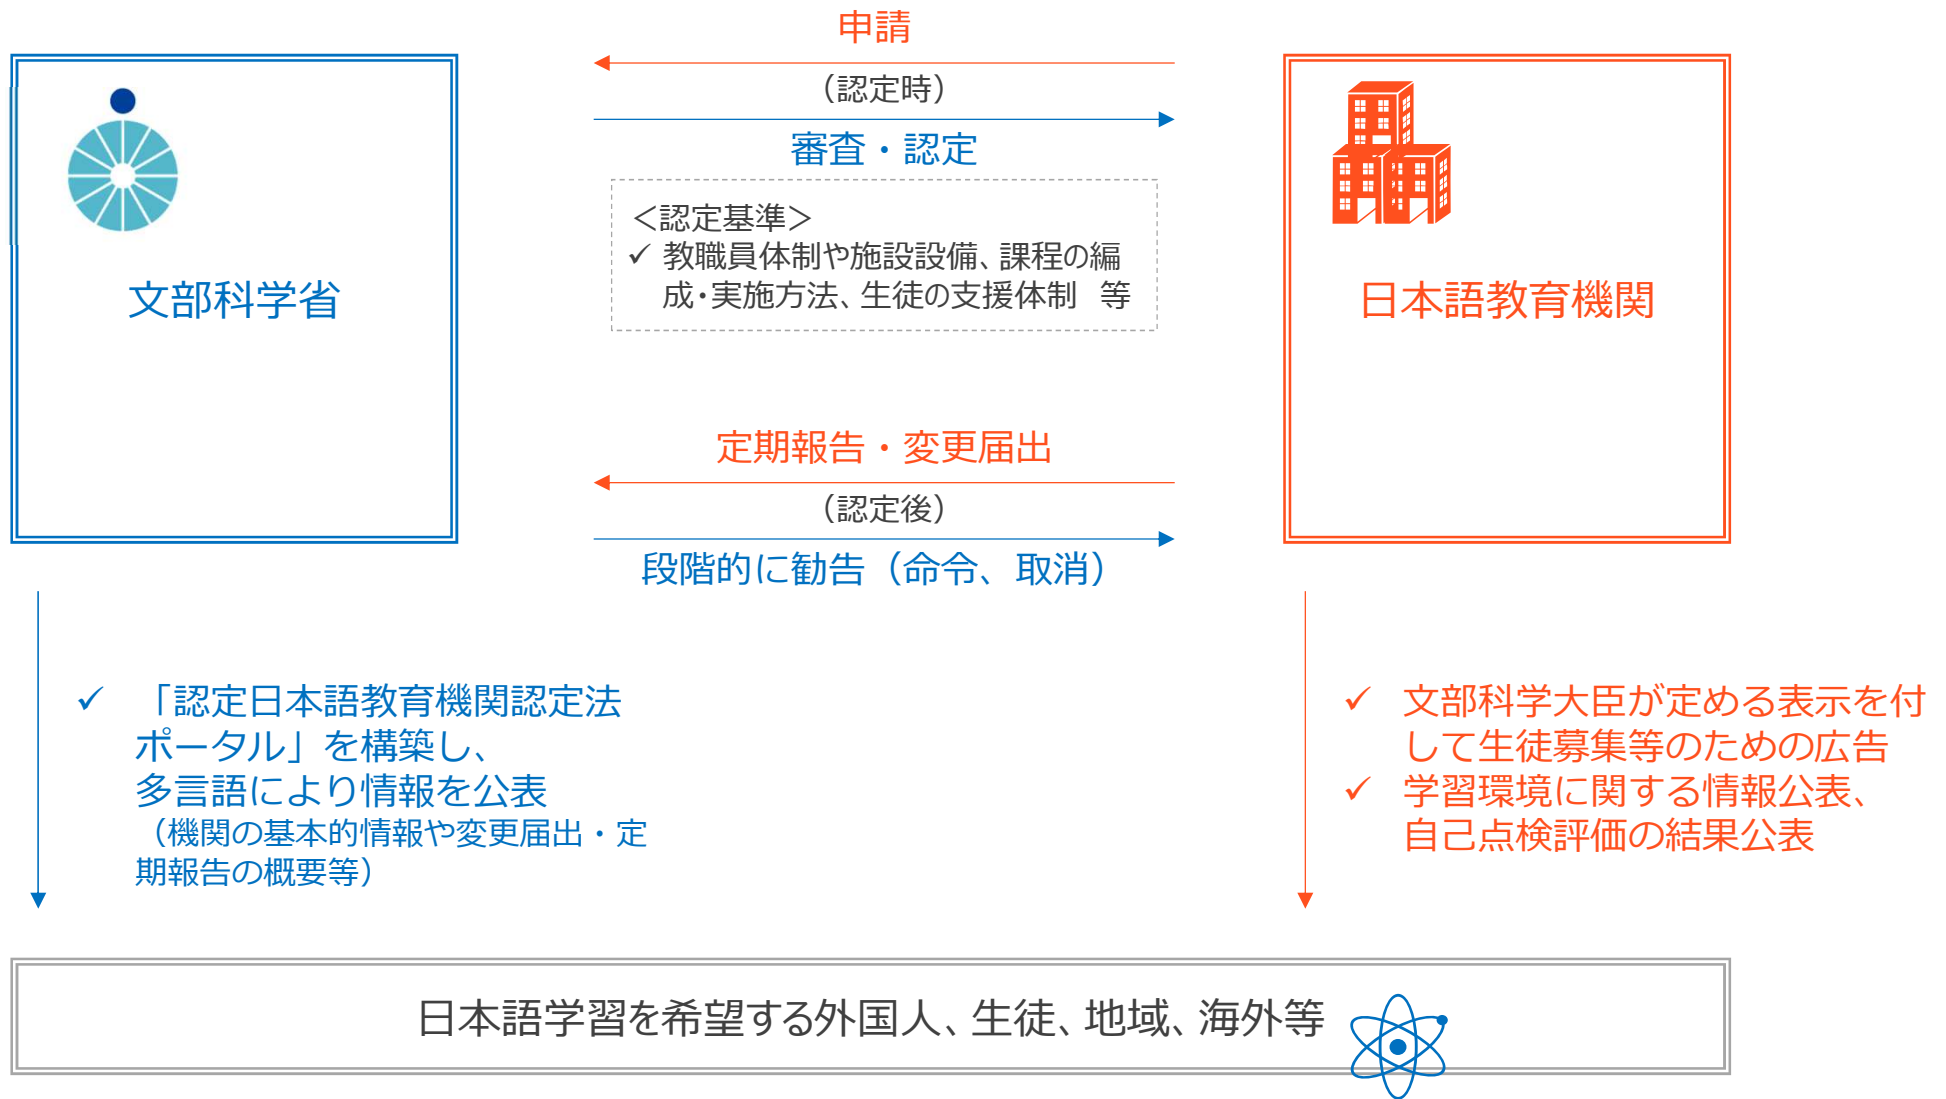 申請
（認定時）
審査・認定
＜認定基準＞
✓ 教職員体制や施設設備、課程の編
成・実施方法、生徒の支援体制　等
文部科学省
日本語教育機関
定期報告・変更届出
（認定後）
段階的に勧告（命令、取消）
✓ 「認定日本語教育機関認定法
ポータル」を構築し、
多言語により情報を公表
（機関の基本的情報や変更届出・定
期報告の概要等）
✓ 文部科学大臣が定める表示を付
して生徒募集等のための広告
✓ 学習環境に関する情報公表、
自己点検評価の結果公表
日本語学習を希望する外国人、生徒、地域、海外等